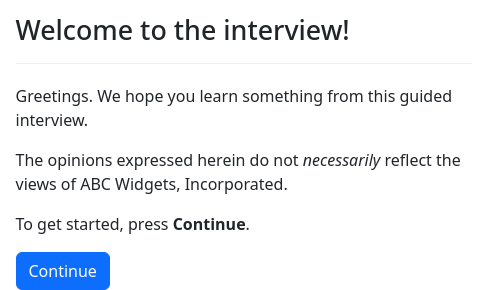 Welcome to the interview!
Greetings. We hope you learn something from this guided
interview.
The opinions expressed herein do not necessarily reflect the
views of ABC Widgets, Incorporated.
To get started, press Continue.
Continue